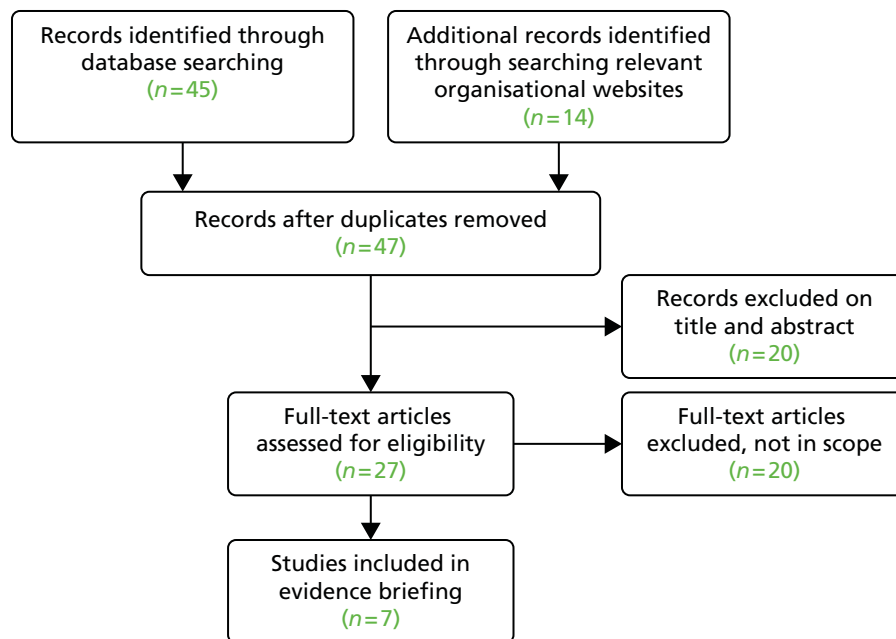 Records identified through
database searching
(n=45)
Additional records identified
through searching relevant
organisational websites
(n=14)
Records after duplicates removed
(n=47)
Records excluded on
title and abstract
(n=20)
Full-text articles
assessed for eligibility
(n=27)
Full-text articles
excluded, not in scope
(n=20)
Studies included in
evidence briefing
(n=7)